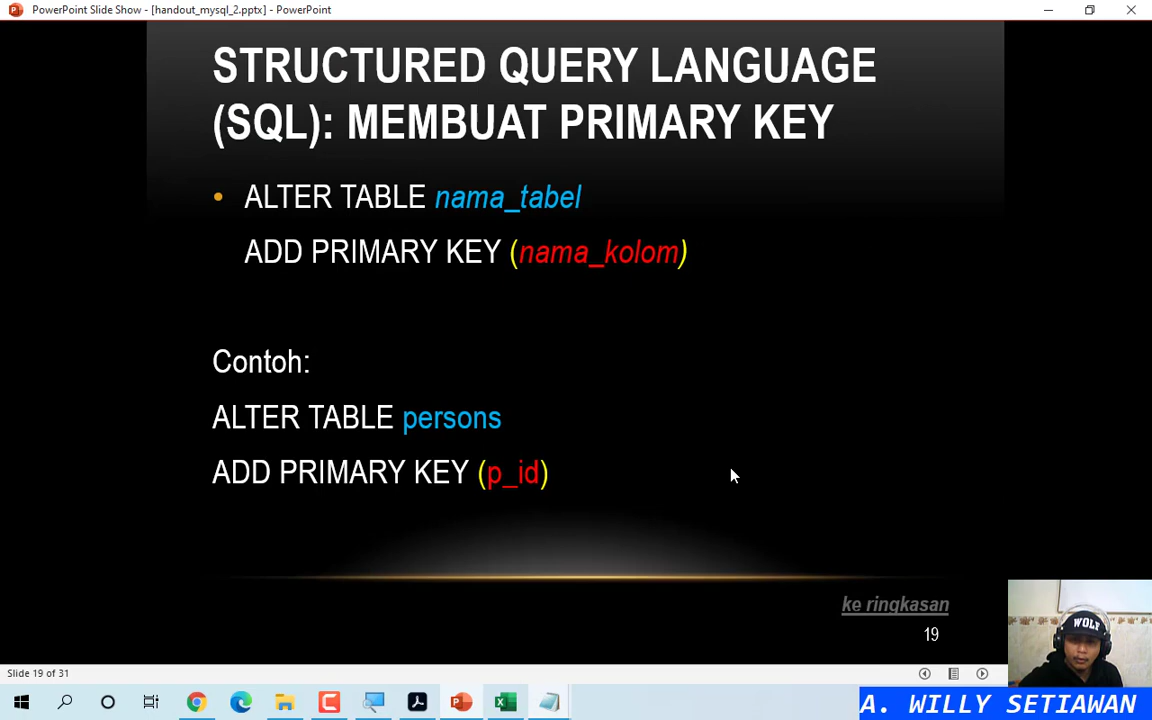 PowerPoint Slide Show - [handout_mysql_2.pptx] - PowerPoint
STRUCTURED QUERY LANGUAGE
(SQL): MEMBUAT PRIMARY KEY
• ALTER TABLE nama_tabel
ADD PRIMARY KEY (nama_kolom)
Contoh:
ALTER TABLE persons
ADD PRIMARY KEY (p_id)
ke ringkasan
19
WOLF
Slide 19 of 31
A. WILLY SETIAWAN